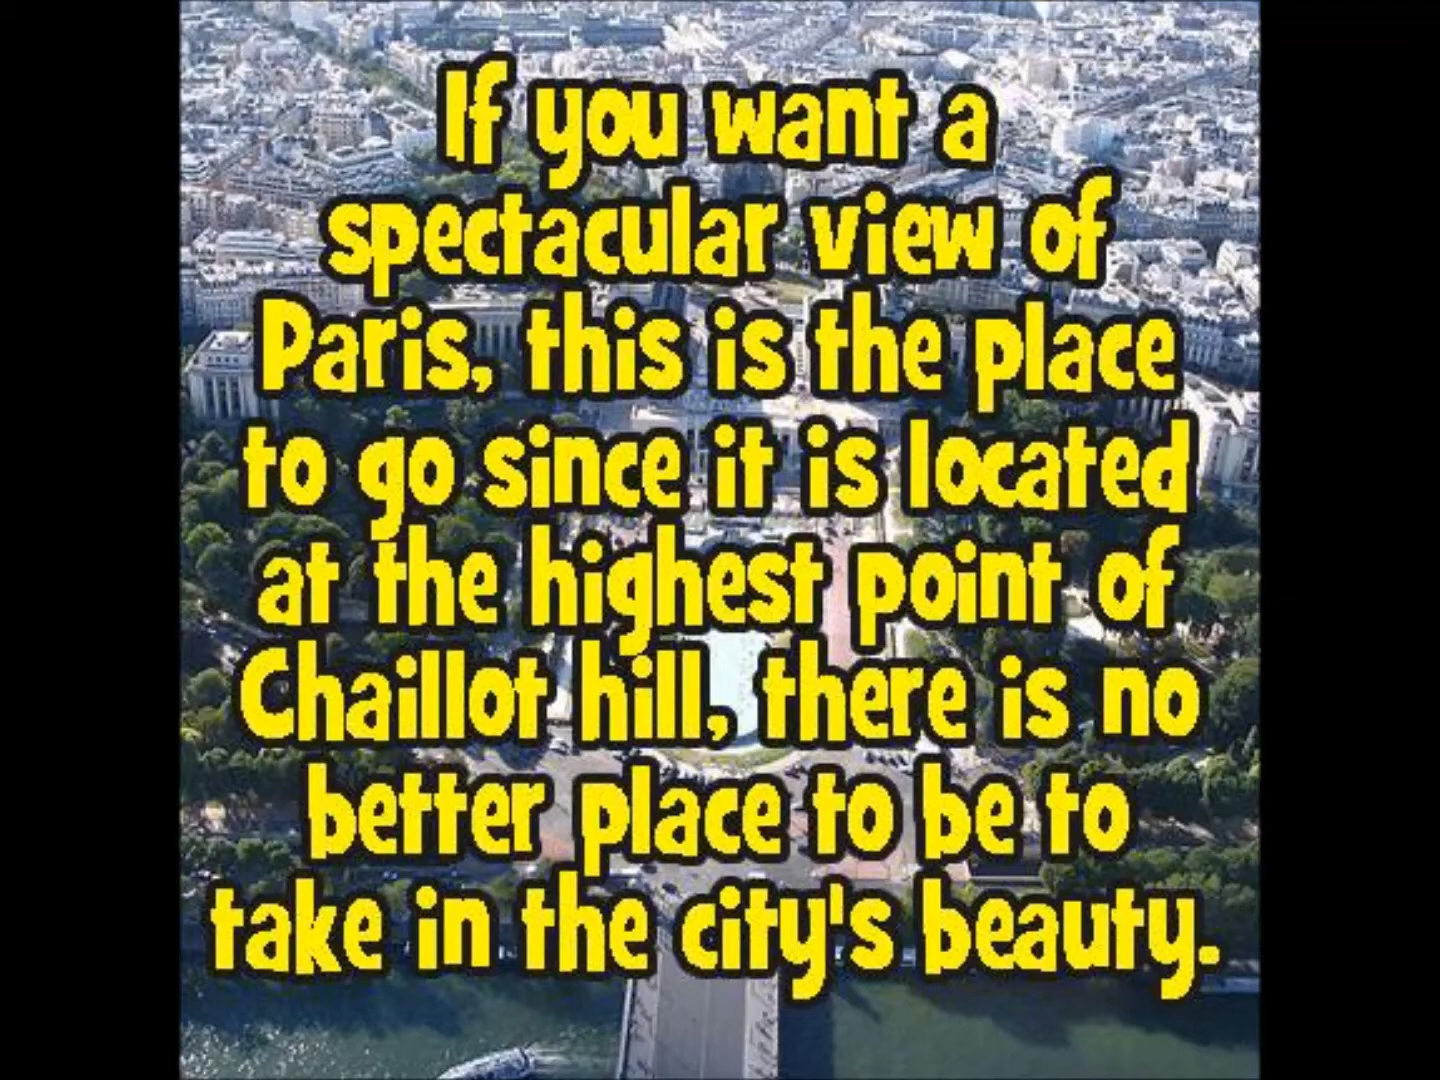 If you want a
spectacular view of
Paris, this is the place
to go since it is located
at the highest point of
Chaillot hill, there is no
better place to be to
take in the city's beauty.